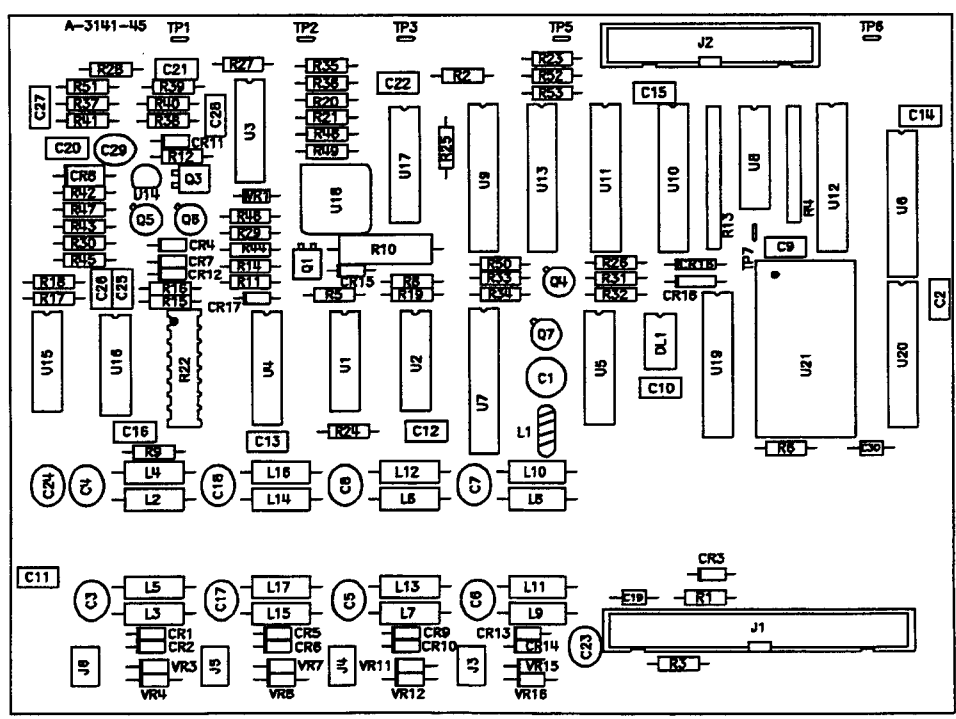 A-3141-45 TP1 TP2 TP3 TP5 TP6
J2
R28 C21 R27 R35 R23
R51 R39 R36 C22 R2 R52
C27 R37 R40 C28 R20 R53 C15
R41 R38 U3 R21 C14
CR11 R48 R25
C20 C29 R12 R49 U17 U9 U13 U11 U10 U8 U12
CR8 U14 Q3 U6
R42 VR1 U18
R47 Q5 Q6 R46 R13 R4
R43 R29
R30 CR4 R44 R10 TP7 C9
R45 CR7 R14 Q1 R50 R26
R18 C26 C25 CR12 R11 CR15 R8 R33 Q4 R31 CR16
R17 R16 R5 R19 R34 R32 C2
R15 CR17
U15 U16 R22 U4 U1 U2 U7 Q7 U5 DL1 U19 U21 U20
C1 C10
C16 C13 R24 C12 L1
R9 R6 C30
C24 C4 L4 C18 L16 C8 L12 C7 L10
L2 L14 L6 L8
C11 CR3
C3 L5 C17 L17 C5 L13 C6 L11 C19 R1
L3 L15 L7 L9
CR1 CR5 CR9 CR13 J1
CR2 CR6 CR10 CR14 C23
J6 VR3 J5 VR7 J4 VR11 J3 VR15 R3
VR4 VR8 VR12 VR16